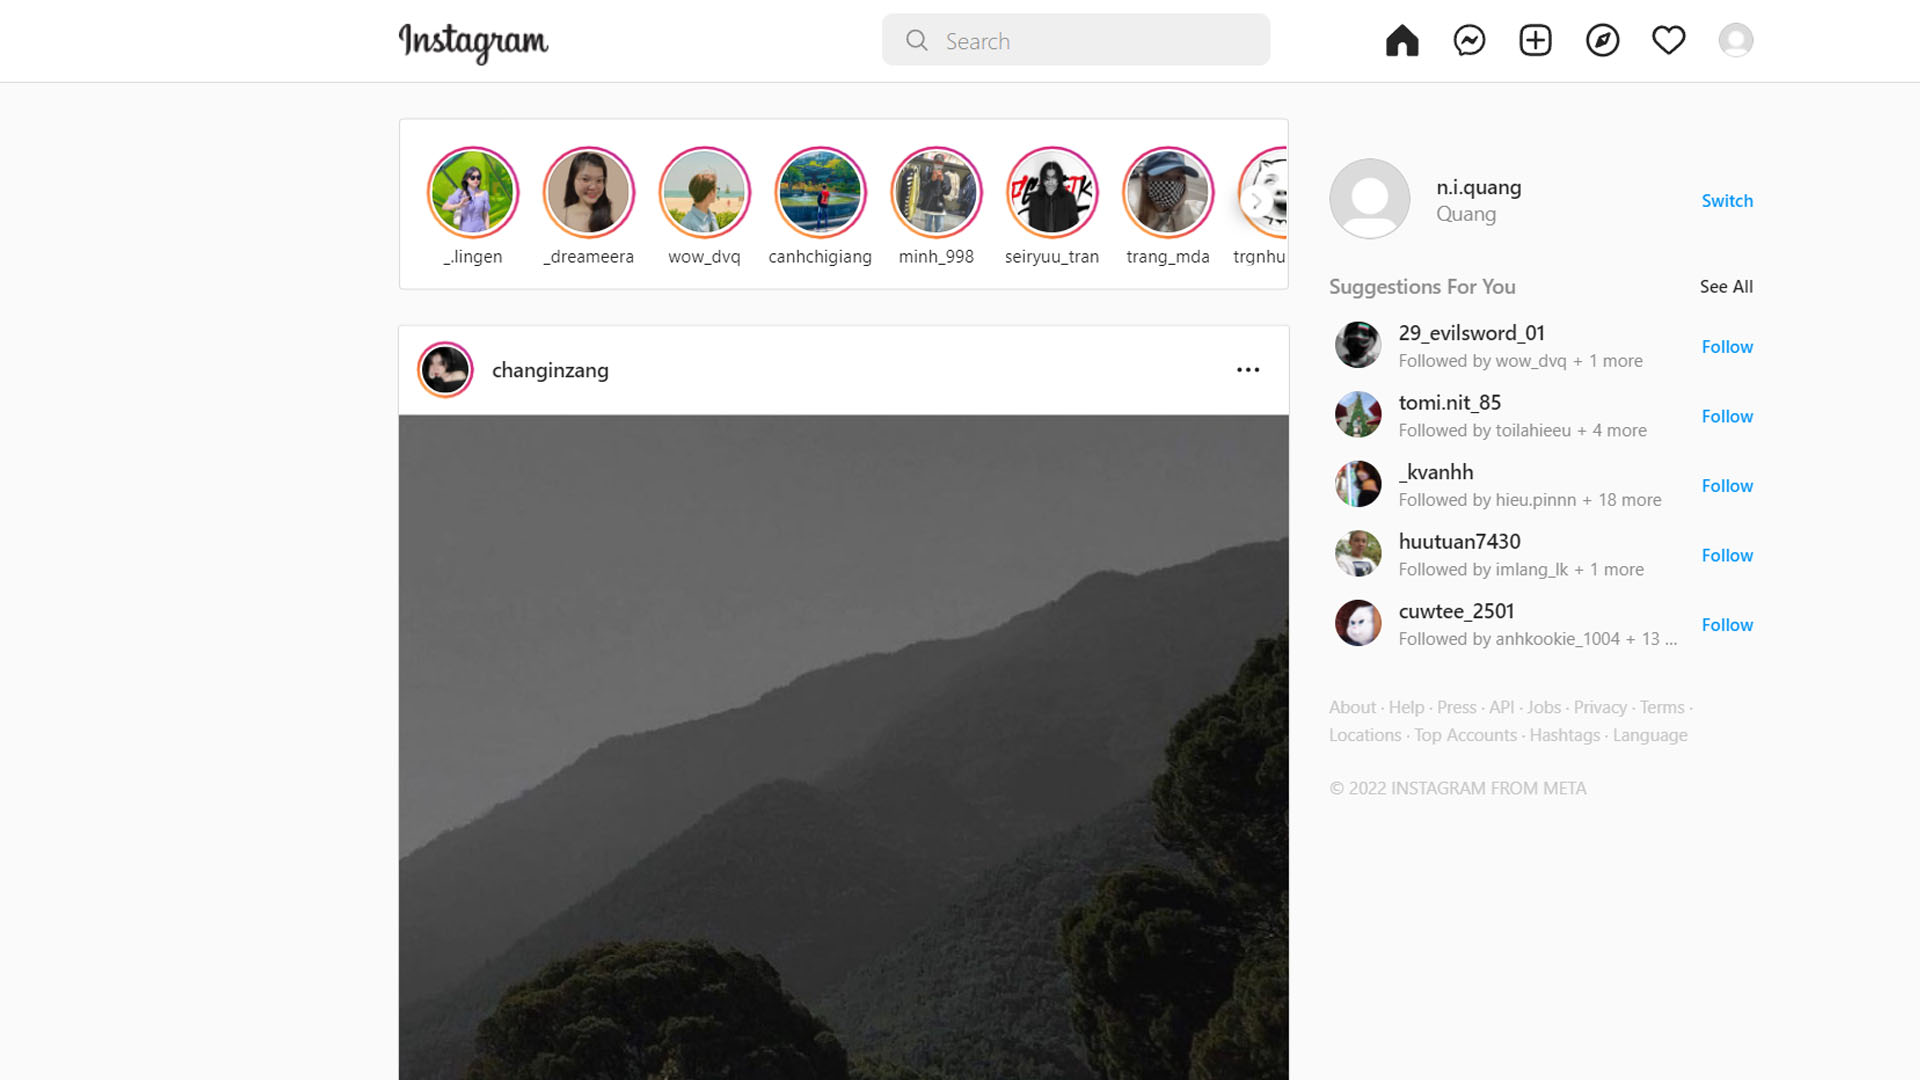 Instagram
Search
_.lingen
_dreameera
wow_dvq
canhchigiang
minh_998
seiryuu_tran
trang_mda
trgnhu
changinzang
n.i.quang
Quang
Switch
Suggestions For You
See All
29_evilsword_01
Followed by wow_dvq + 1 more
Follow
tomi.nit_85
Followed by toilahieeu + 4 more
Follow
_kvanhh
Followed by hieu.pinnn + 18 more
Follow
huutuan7430
Followed by imlang_lk + 1 more
Follow
cuwtee_2501
Followed by anhkookie_1004 + 13 ...
Follow
About · Help · Press · API · Jobs · Privacy · Terms ·
Locations · Top Accounts · Hashtags · Language
© 2022 INSTAGRAM FROM META